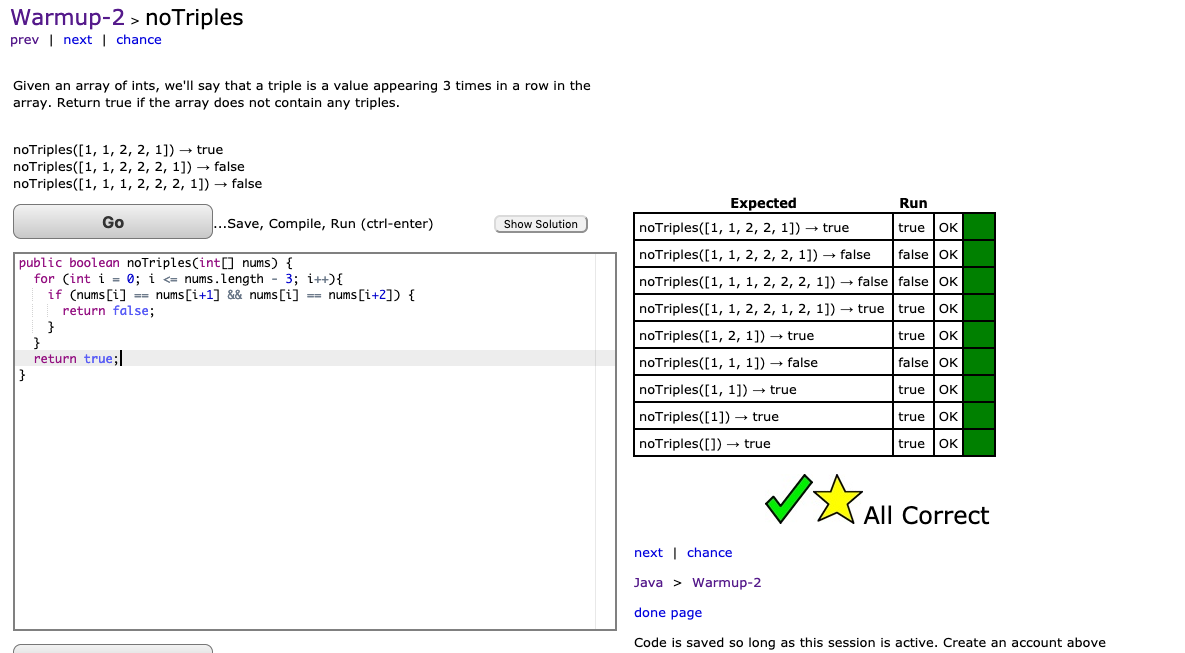 Warmup-2 > noTriples
prev | next | chance
Given an array of ints, we'll say that a triple is a value appearing 3 times in a row in the
array. Return true if the array does not contain any triples.
noTriples([1, 1, 2, 2, 1]) → true
noTriples([1, 1, 2, 2, 2, 1]) → false
noTriples([1, 1, 1, 2, 2, 2, 1]) → false
Go ...Save, Compile, Run (ctrl-enter) Show Solution
public boolean noTriples(int[] nums) {
  for (int i = 0; i <= nums.length - 3; i++){
    if (nums[i] == nums[i+1] && nums[i] == nums[i+2]) {
      return false;
    }
  }
  return true;
}
Expected Run
noTriples([1, 1, 2, 2, 1]) → true true OK
noTriples([1, 1, 2, 2, 2, 1]) → false false OK
noTriples([1, 1, 1, 2, 2, 2, 1]) → false false OK
noTriples([1, 1, 2, 2, 1, 2, 1]) → true true OK
noTriples([1, 2, 1]) → true true OK
noTriples([1, 1, 1]) → false false OK
noTriples([1, 1]) → true true OK
noTriples([1]) → true true OK
noTriples([]) → true true OK
All Correct
next | chance
Java > Warmup-2
done page
Code is saved so long as this session is active. Create an account above